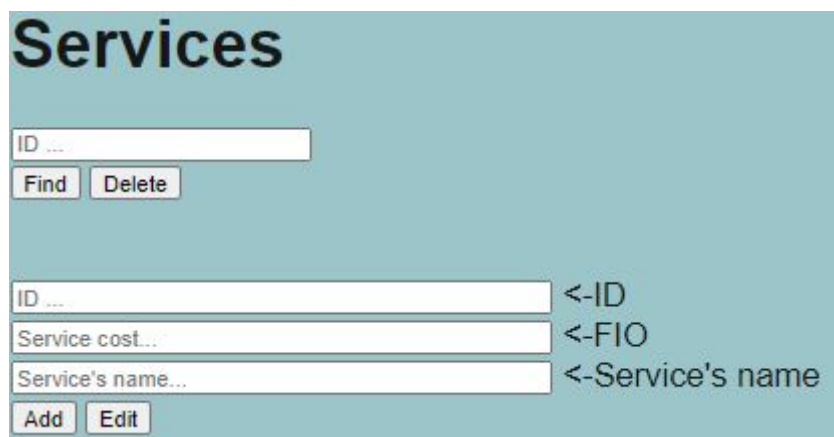 Services
ID ...
Find Delete
ID ... <-ID
Service cost... <-FIO
Service's name... <-Service's name
Add Edit